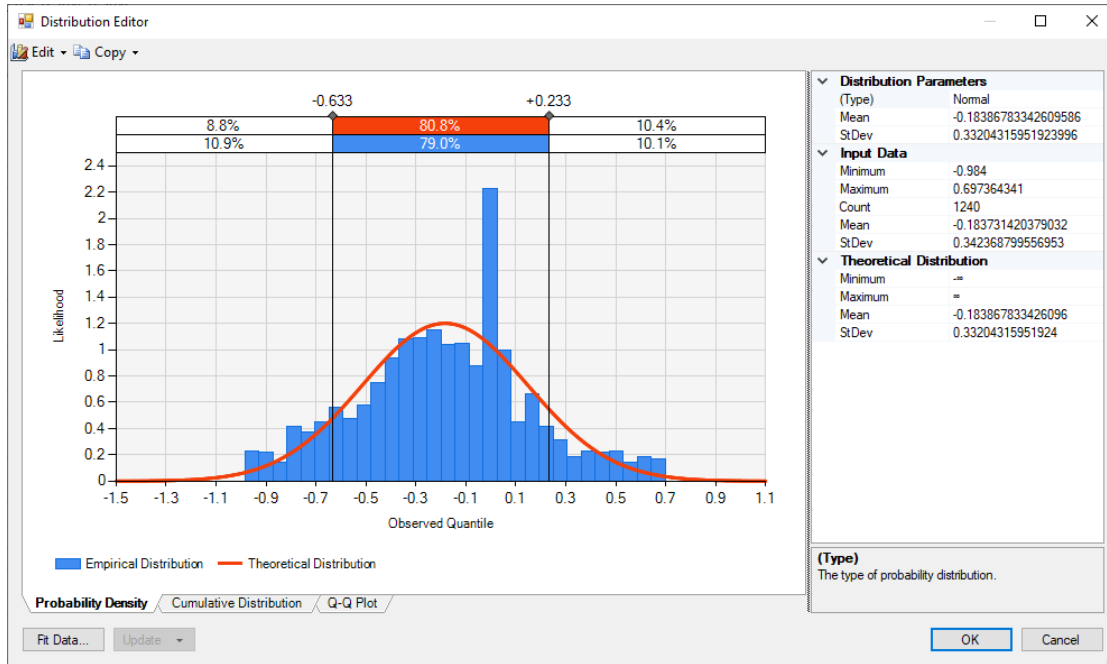 Distribution Editor
Edit Copy
-0.633 +0.233
8.8% 80.8% 10.4%
10.9% 79.0% 10.1%
2.4
2.2
2
1.8
1.6
1.4
1.2
1
0.8
0.6
0.4
0.2
0
Likelihood
-1.5 -1.3 -1.1 -0.9 -0.7 -0.5 -0.3 -0.1 0.1 0.3 0.5 0.7 0.9 1.1
Observed Quantile
Empirical Distribution Theoretical Distribution
Probability Density Cumulative Distribution Q-Q Plot
Distribution Parameters
(Type) Normal
Mean -0.18386783342609586
StDev 0.33204315951923996
Input Data
Minimum -0.984
Maximum 0.697364341
Count 1240
Mean -0.183731420379032
StDev 0.342368799556953
Theoretical Distribution
Minimum -∞
Maximum ∞
Mean -0.183867833426096
StDev 0.33204315951924
(Type)
The type of probability distribution.
Fit Data... Update OK Cancel